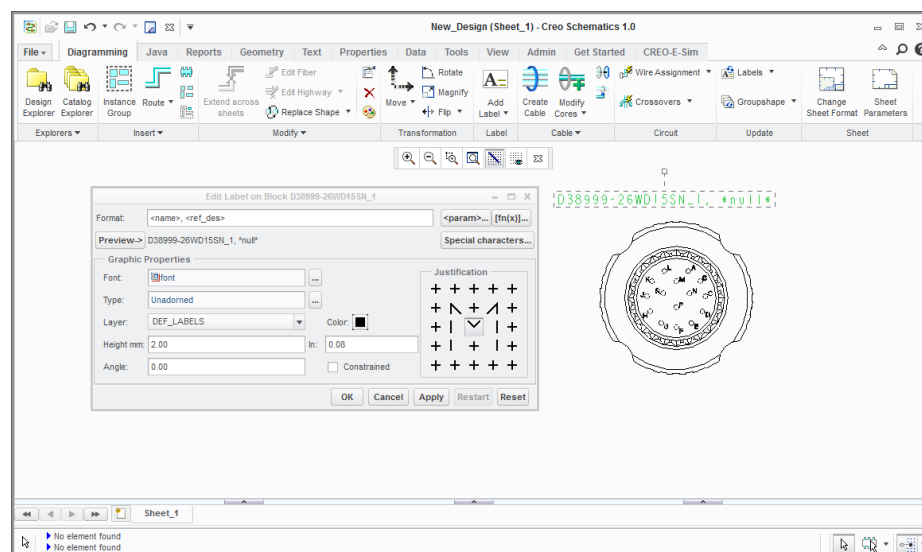 New_Design (Sheet_1) - Creo Schematics 1.0
File Diagramming Java Reports Geometry Text Properties Data Tools View Admin Get Started CREO-E-Sim
Design Explorer
Catalog Explorer
Instance Group
Route
Extend across sheets
Edit Fiber
Edit Highway
Replace Shape
Move
Rotate
Magnify
Flip
Add Label
Create Cable
Modify Cores
Wire Assignment
Crossovers
Labels
Groupshape
Change Sheet Format
Sheet Parameters
Explorers Insert Modify Transformation Label Cable Circuit Update Sheet
Edit Label on Block D38999-26WD15SN_1
Format: <name>, <ref_des> <param>... [fn(x)]...
Preview-> D38999-26WD15SN_1, *null* Special characters...
Graphic Properties
Font: font ...
Type: Unadorned ...
Layer: DEF_LABELS Color:
Height mm: 2.00 In: 0.08
Angle: 0.00 Constrained
Justification
OK Cancel Apply Restart Reset
D38999-26WD15SN_1, *null*
Sheet_1
No element found
No element found